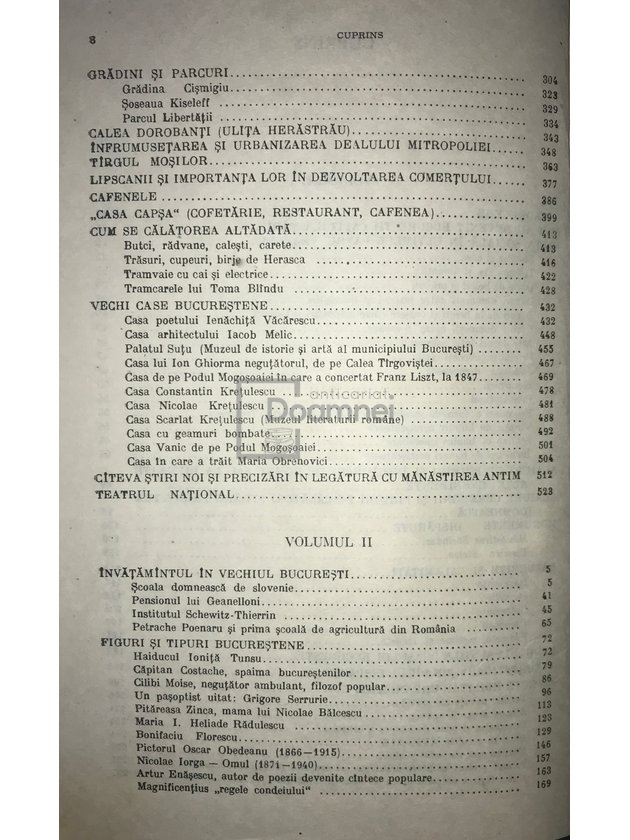 8 CUPRINS
GRĂDINI ȘI PARCURI 304
Grădina Cișmigiu 323
Șoseaua Kiseleff 329
Parcul Libertății 334
CALEA DOROBANȚI (ULIȚA HERĂSTRĂU) 343
ÎNFRUMUSEȚAREA ȘI URBANIZAREA DEALULUI MITROPOLIEI 348
TÎRGUL MOȘILOR 363
LIPSCANII ȘI IMPORTANȚA LOR ÎN DEZVOLTAREA COMERȚULUI 377
CAFENELE 386
„CASA CAPȘA“ (COFETĂRIE, RESTAURANT, CAFENEA) 399
CUM SE CĂLĂTOREA ALTĂDATĂ 413
Butci, rădvane, calești, carete 413
Trăsuri, cupeuri, birje de Herasca 416
Tramvaie cu cai și electrice 422
Tramcarele lui Toma Blîndu 428
VECHI CASE BUCUREȘTENE 432
Casa poetului Ienăchiță Văcărescu 432
Casa arhitectului Iacob Melic 448
Palatul Suțu (Muzeul de istorie și artă al municipiului București) 455
Casa lui Ion Ghiorma neguțătorul, de pe Calea Tîrgoviștei 467
Casa de pe Podul Mogoșoaiei în care a concertat Franz Liszt, la 1847 469
Casa Constantin Krețulescu 478
Casa Nicolae Krețulescu 481
Casa Scarlat Krețulescu (Muzeul literaturii române) 488
Casa cu geamuri bombate 492
Casa Vanic de pe Podul Mogoșoaiei 501
Casa în care a trăit Maria Obrenovici 504
CÎTEVA ȘTIRI NOI ȘI PRECIZĂRI ÎN LEGĂTURĂ CU MĂNĂSTIREA ANTIM 512
TEATRUL NAȚIONAL 523
anticariat
Doamnei
VOLUMUL II
ÎNVĂȚĂMÎNTUL ÎN VECHIUL BUCUREȘTI 5
Școala domnească de slovenie 5
Pensionul lui Geanelloni 41
Institutul Schewitz-Thierrin 45
Petrache Poenaru și prima școală de agricultură din România 65
FIGURI ȘI TIPURI BUCUREȘTENE 72
Haiducul Ioniță Tunsu 72
Căpitan Costache, spaima bucureștenilor 79
Cilibi Moise, neguțător ambulant, filozof popular 86
Un pașoptist uitat: Grigore Serrurie 96
Pităreasa Zinca, mama lui Nicolae Bălcescu 113
Maria I. Heliade Rădulescu 123
Bonifaciu Florescu 129
Pictorul Oscar Obedeanu (1866—1915) 146
Nicolae Iorga — Omul (1871—1940) 157
Artur Enășescu, autor de poezii devenite cîntece populare 163
Magnificențius „regele condeiului“ 169